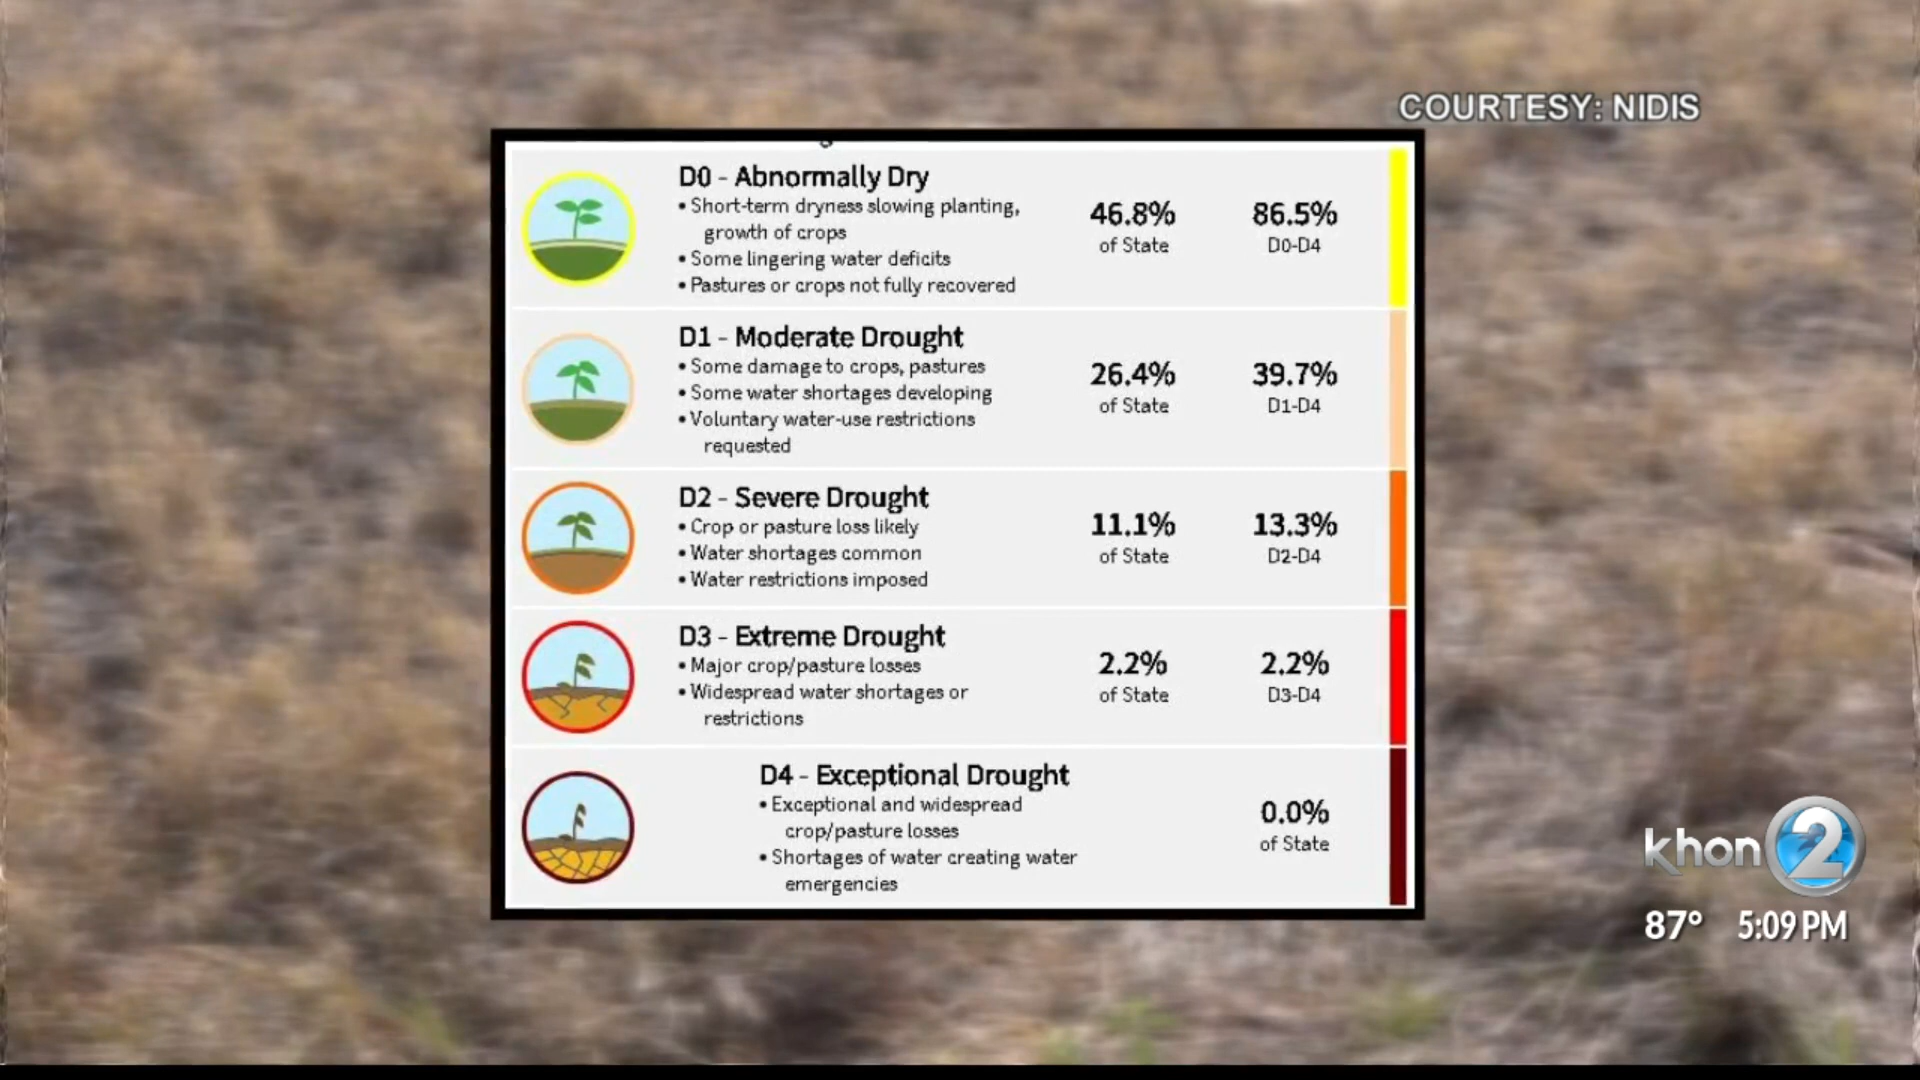 COURTESY: NIDIS
D0 - Abnormally Dry
• Short-term dryness slowing planting,
growth of crops
• Some lingering water deficits
• Pastures or crops not fully recovered
46.8%
of State
86.5%
D0-D4
D1 - Moderate Drought
• Some damage to crops, pastures
• Some water shortages developing
• Voluntary water-use restrictions
requested
26.4%
of State
39.7%
D1-D4
D2 - Severe Drought
• Crop or pasture loss likely
• Water shortages common
• Water restrictions imposed
11.1%
of State
13.3%
D2-D4
D3 - Extreme Drought
• Major crop/pasture losses
• Widespread water shortages or
restrictions
2.2%
of State
2.2%
D3-D4
D4 - Exceptional Drought
• Exceptional and widespread
crop/pasture losses
• Shortages of water creating water
emergencies
0.0%
of State
khon 2
87° 5:09 PM